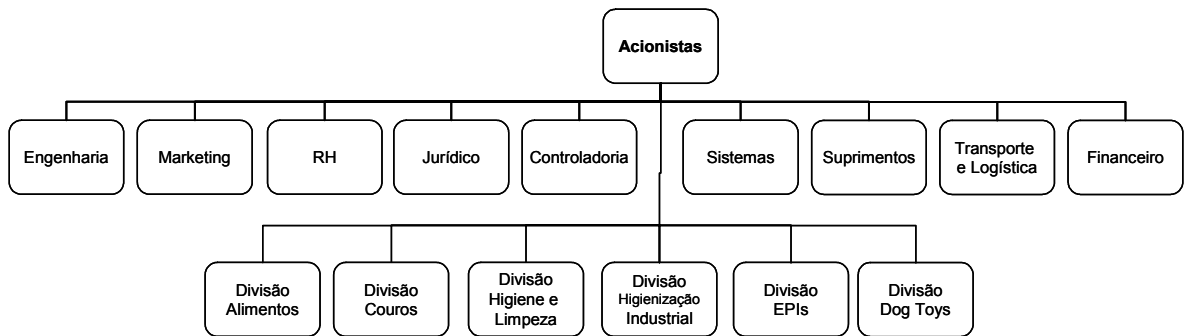 Acionistas
Engenharia
Marketing
RH
Jurídico
Controladoria
Sistemas
Suprimentos
Transporte
e Logística
Financeiro
Divisão
Alimentos
Divisão
Couros
Divisão
Higiene e
Limpeza
Divisão
Higienização
Industrial
Divisão
EPIs
Divisão
Dog Toys